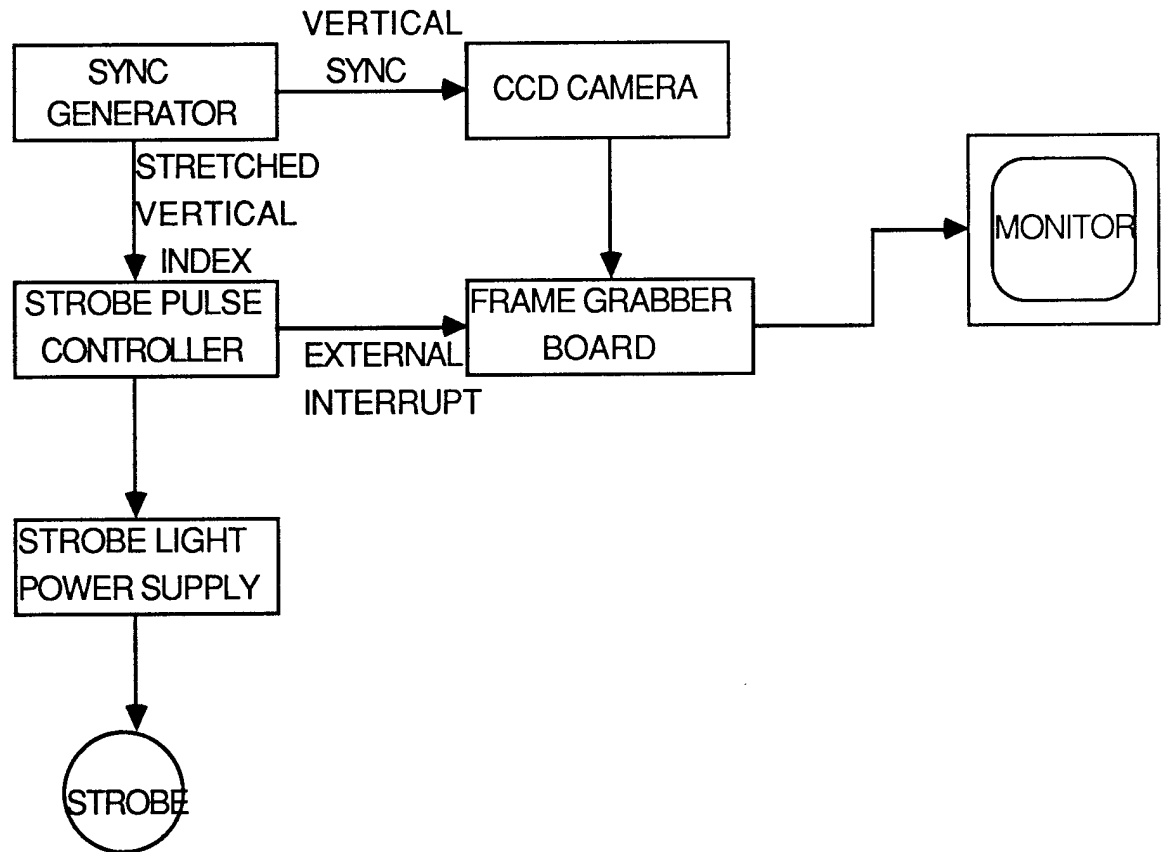 VERTICAL
SYNC
SYNC
GENERATOR
CCD CAMERA
STRETCHED
VERTICAL
INDEX
MONITOR
STROBE PULSE
CONTROLLER
EXTERNAL
INTERRUPT
FRAME GRABBER
BOARD
STROBE LIGHT
POWER SUPPLY
STROBE